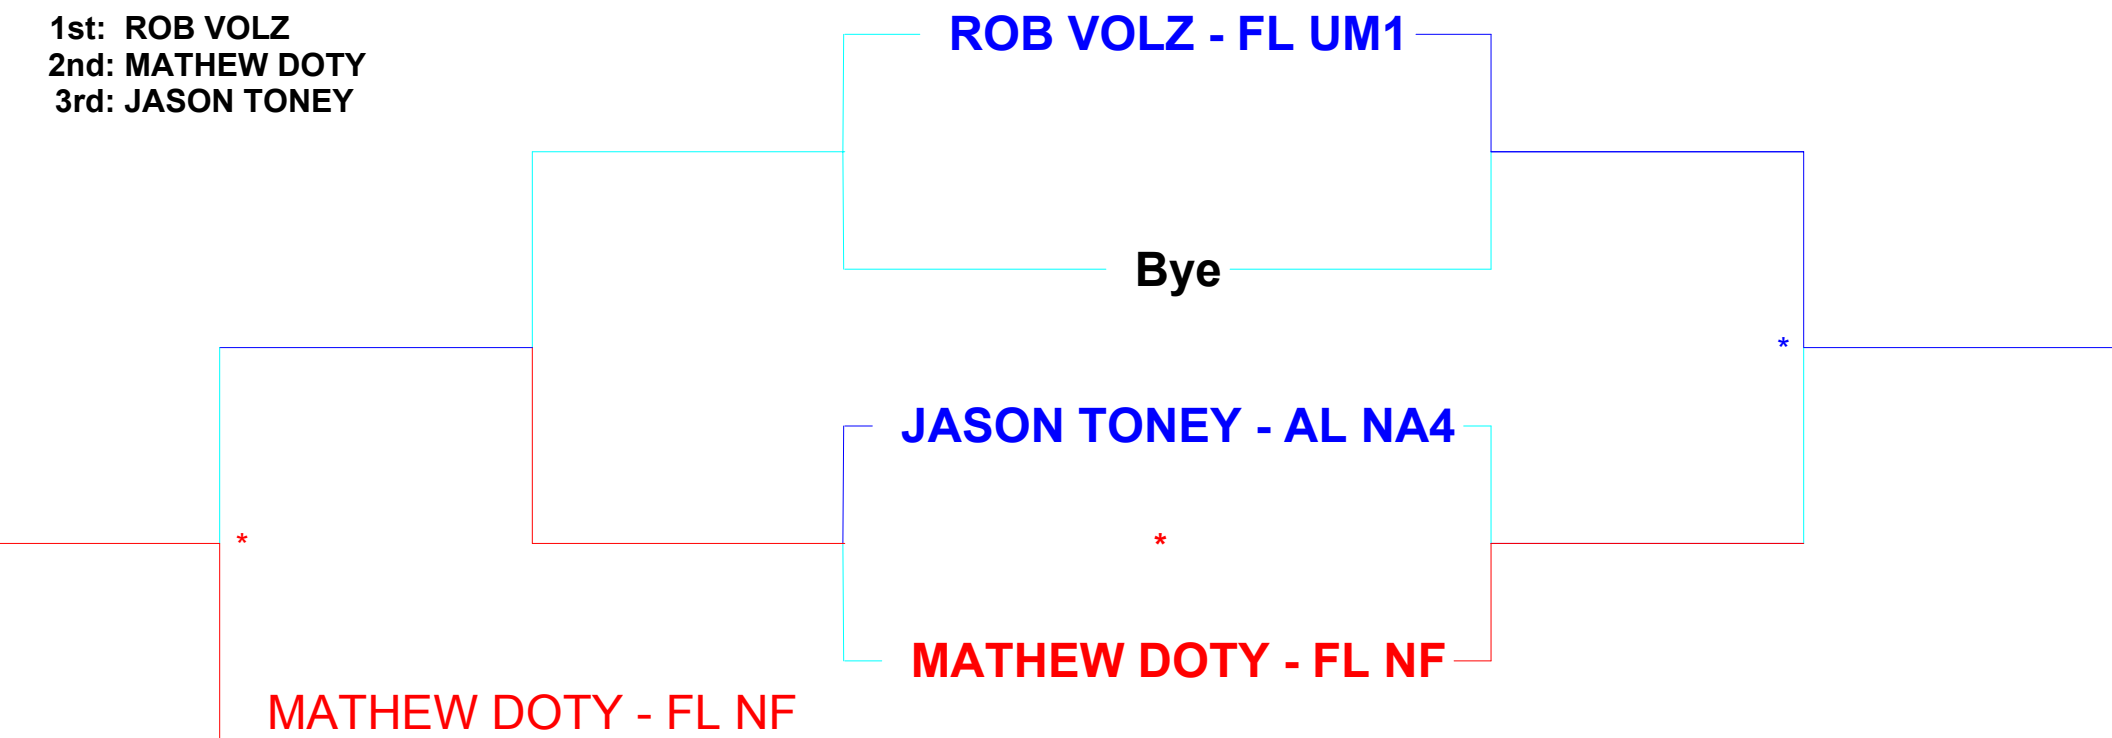 1st: ROB VOLZ
2nd: MATHEW DOTY
3rd: JASON TONEY
ROB VOLZ - FL UM1
Bye
*
JASON TONEY - AL NA4
*
*
MATHEW DOTY - FL NF
MATHEW DOTY - FL NF